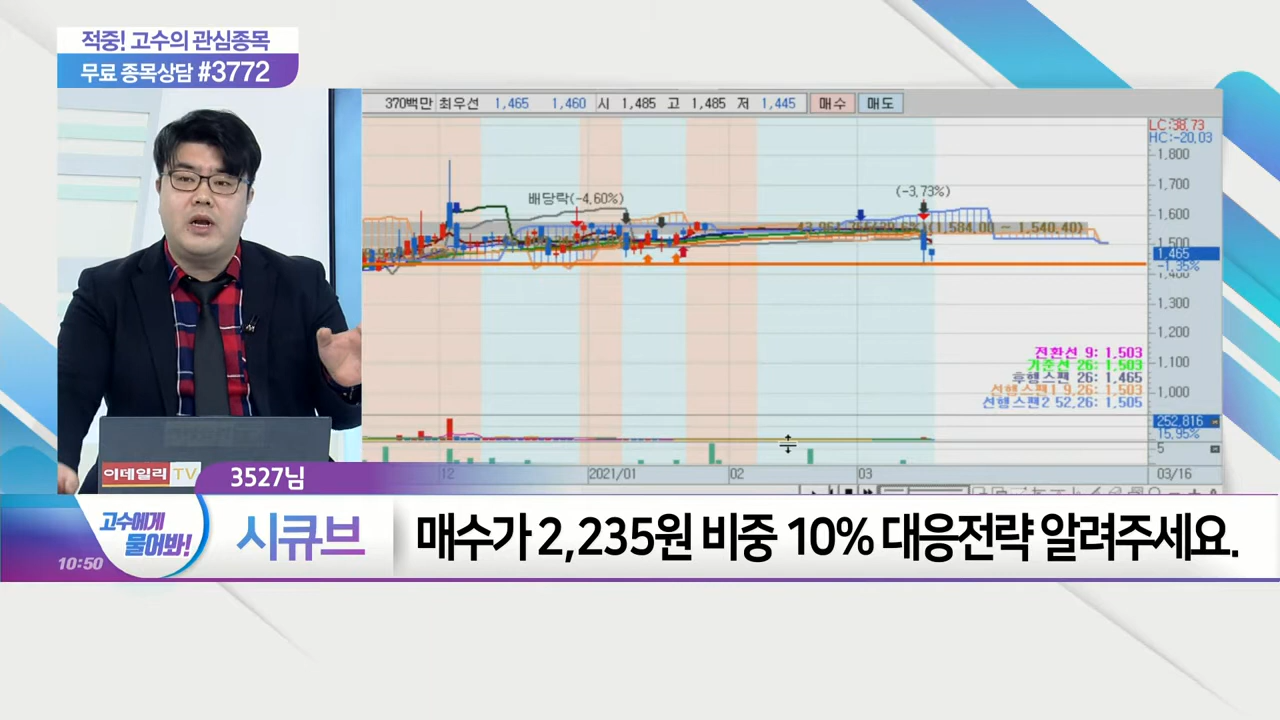 적중! 고수의 관심종목
무료 종목상담 #3772
370백만 최우선 1,465 1,460 시 1,485 고 1,485 저 1,445 매수 매도
LC:38.73
HC:-20.03
1,800
1,700
1,600
1,500
1,465
-1.35%
1,400
1,300
1,200
1,100
1,000
배당락(-4.60%)
(-3.73%)
(1,584.00 ~ 1,540.40)
전환선 9: 1,503
기준선 26: 1,503
후행스팬 26: 1,465
선행스팬1 9,26: 1,503
선행스팬2 52,26: 1,505
252,816
15.95%
5
12 2021/01 02 03 03/16
이데일리 TV
3527님
고수에게
물어봐!
10:50
시큐브
매수가 2,235원 비중 10% 대응전략 알려주세요.